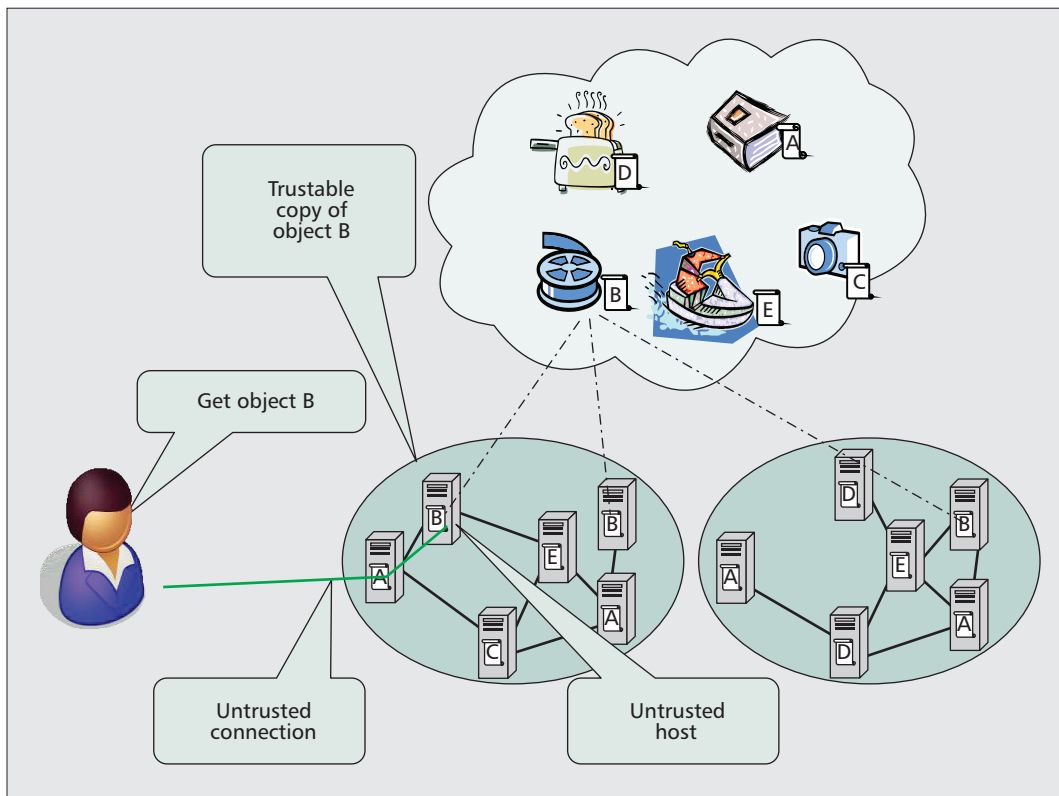 D
A
Trustable
copy of
object B
B
E
C
Get object B
B
A
E
C
B
A
D
B
A
E
D
A
Untrusted
connection
Untrusted
host